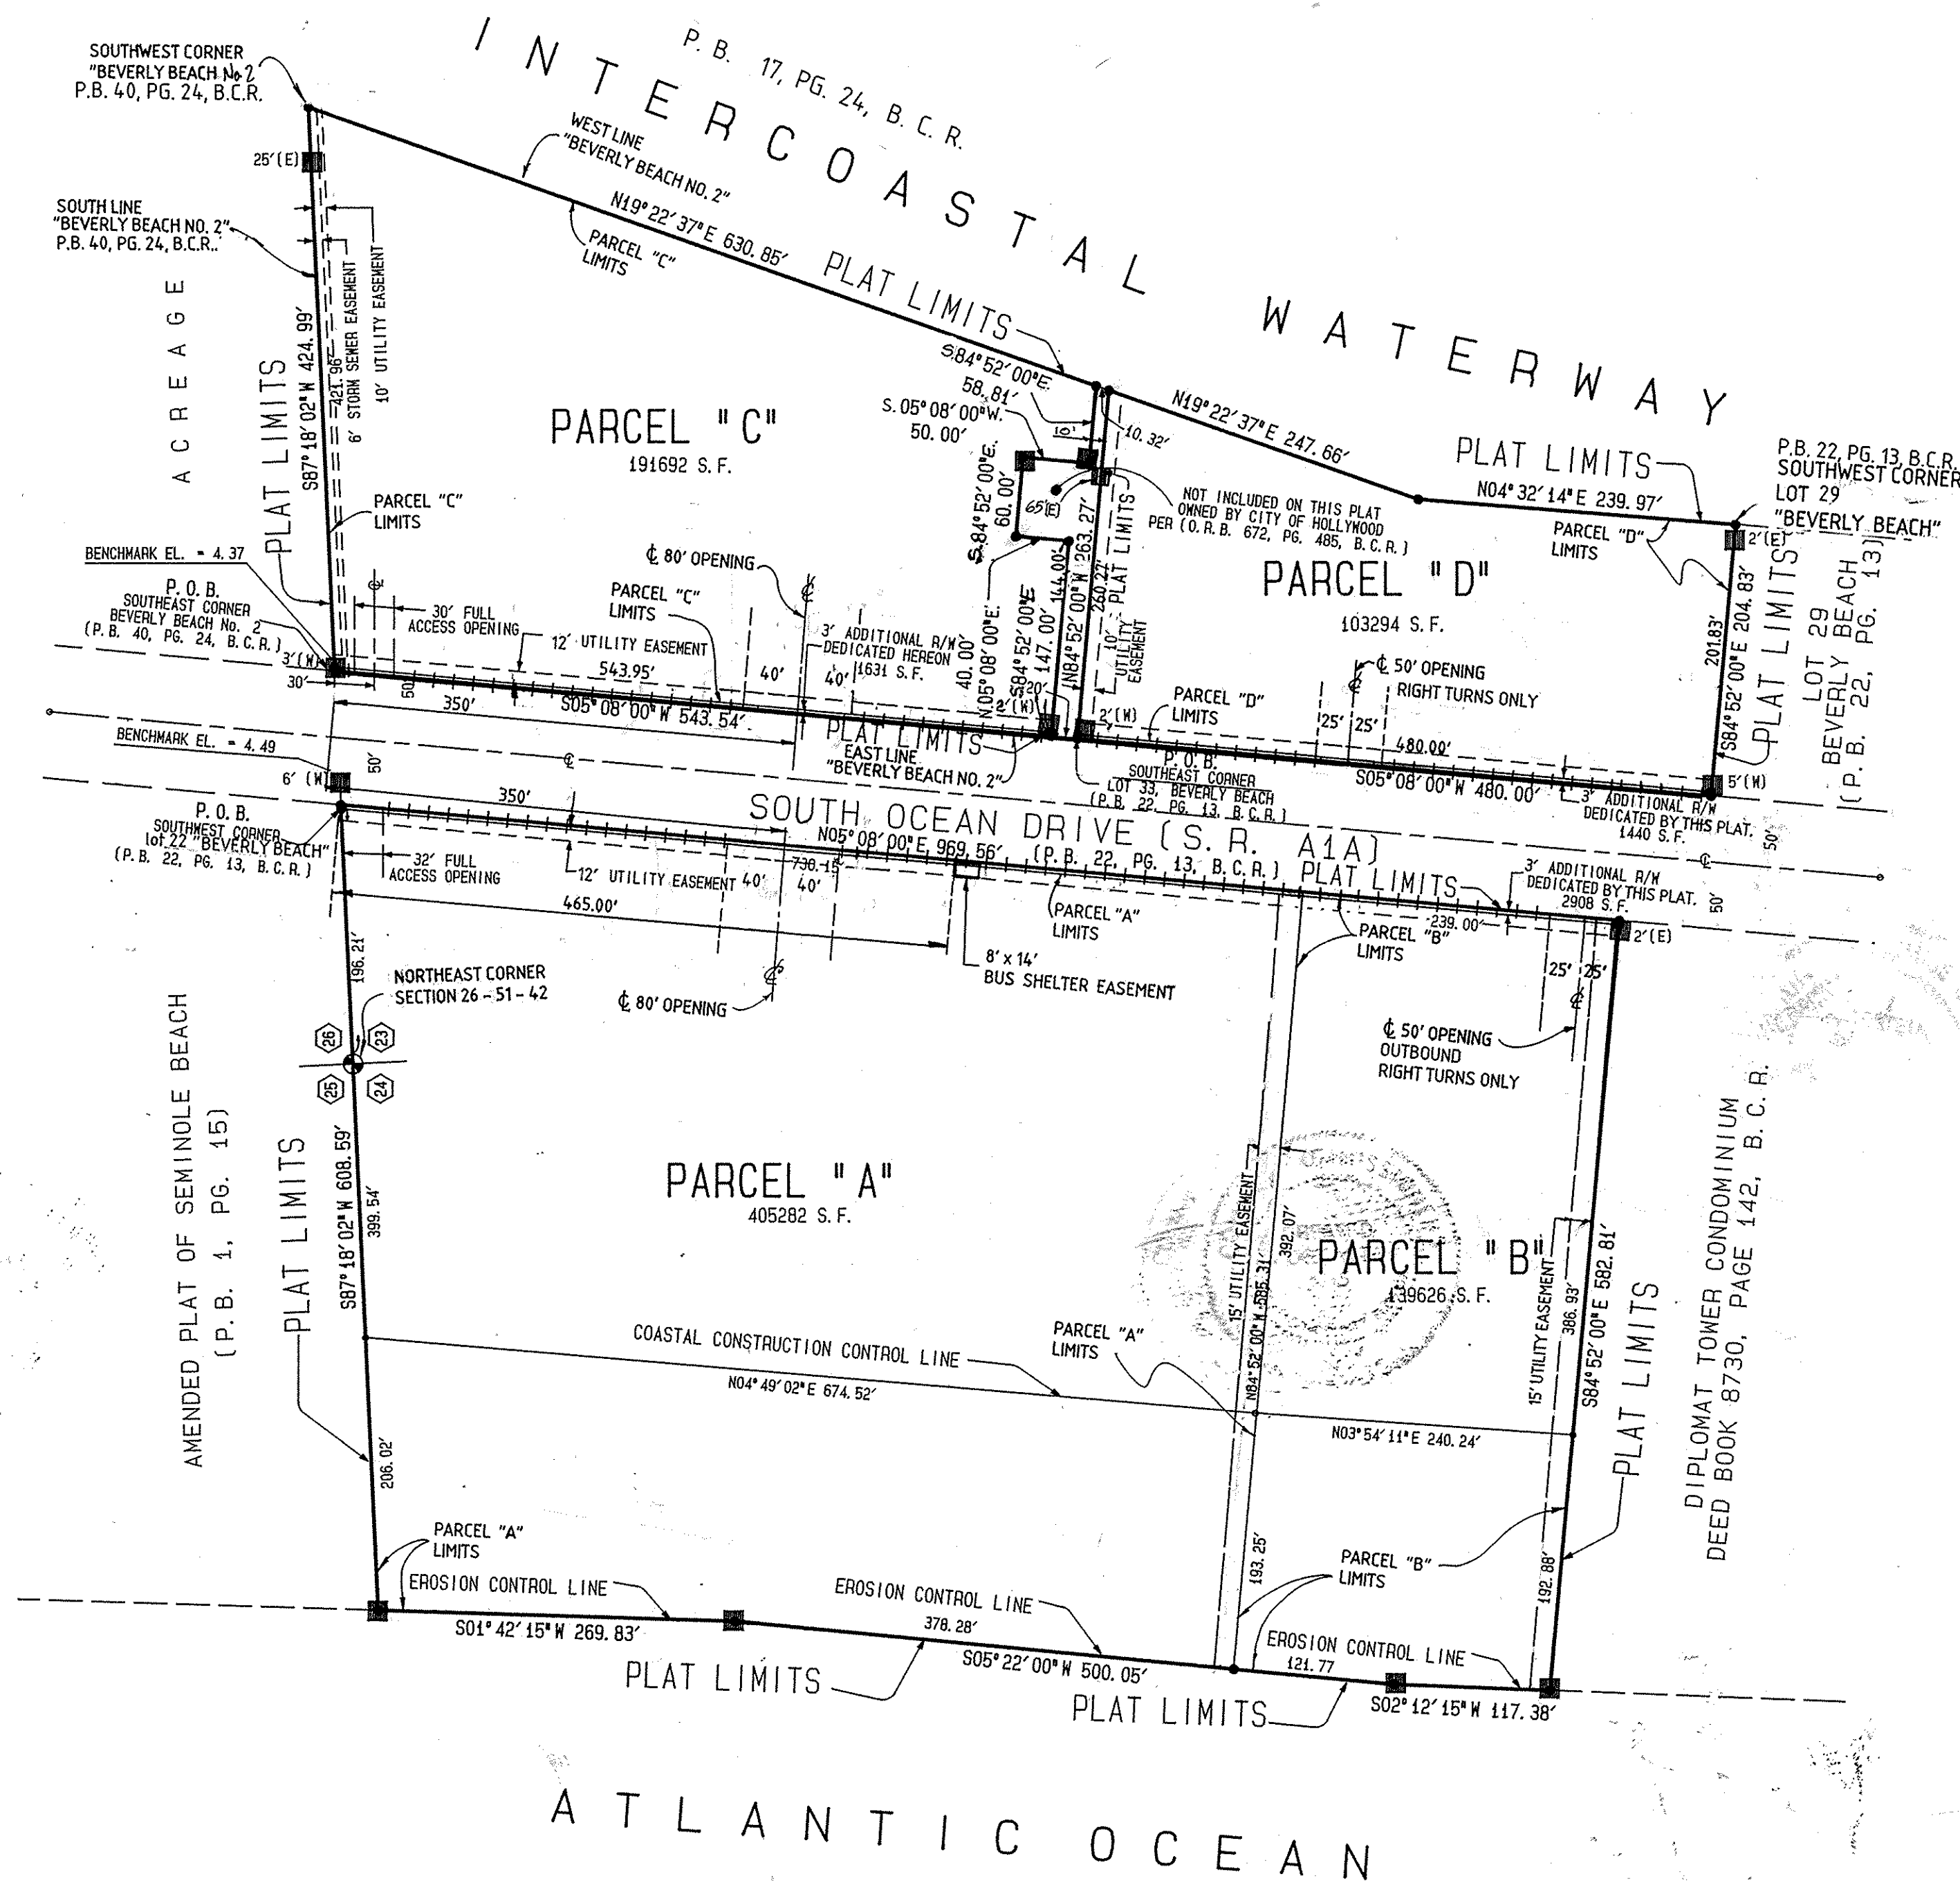 SOUTHWEST CORNER
"BEVERLY BEACH No 2
P.B. 40, PG. 24, B.C.R.
INTERCOASTAL WATERWAY
P. B. 17, PG. 24, B. C. R.
25'(E)
WEST LINE
"BEVERLY BEACH NO. 2"
N19° 22' 37" E 630. 85'
PARCEL "C"
LIMITS
PLAT LIMITS
SOUTH LINE
"BEVERLY BEACH NO. 2"
P.B. 40, PG. 24, B.C.R..
ACREAGE
PLAT LIMITS
S87° 18' 02" W 424. 99'
421. 96'
6' STORM SEWER EASEMENT
10' UTILITY EASEMENT
PARCEL "C"
191692 S. F.
PARCEL "C"
LIMITS
S.84° 52' 00"E.
58. 81'
S. 05° 08' 00"W.
50. 00'
10'
10. 32'
S.84° 52' 00"E.
60. 00'
65'(E)
N19° 22' 37" E 247. 66'
PLAT LIMITS
N04° 32' 14" E 239. 97'
PARCEL "D"
LIMITS
P.B. 22, PG. 13, B.C.R.
SOUTHWEST CORNER
LOT 29
"BEVERLY BEACH"
2'(E)
NOT INCLUDED ON THIS PLAT
OWNED BY CITY OF HOLLYWOOD
PER (O. R. B. 672, PG. 485, B. C. R. )
PARCEL "D"
103294 S. F.
S84° 52' 00" E 204. 83'
201.83'
PLAT LIMITS
LOT 29
BEVERLY BEACH
(P. B. 22, PG. 13)
BENCHMARK EL. = 4.37
P. O. B.
SOUTHEAST CORNER
BEVERLY BEACH No. 2
(P. B. 40, PG. 24, B. C. R. )
3'(W)
30'
30' FULL
ACCESS OPENING
12' UTILITY EASEMENT
543.95'
℄ 80' OPENING
PARCEL "C"
LIMITS
40'
40'
3' ADDITIONAL R/W
DEDICATED HEREON
1631 S. F.
40. 00'
N.05° 08' 00"E.
S.84° 52' 00"E
147. 00'
144.00'
N84° 52' 00" W 263. 27'
260.27'
PLAT LIMITS
10'
UTILITY
EASEMENT
20'
2'(W)
2'(W)
PARCEL "D"
LIMITS
℄ 50' OPENING
RIGHT TURNS ONLY
25'
25'
480.00'
50'
350'
S05° 08' 00" W 543. 54'
PLAT LIMITS
EAST LINE
"BEVERLY BEACH NO. 2"
P. O. B.
SOUTHEAST CORNER
LOT 33, BEVERLY BEACH
(P. B. 22, PG. 13, B. C. R. )
S05° 08' 00" W 480. 00'
5'(W)
3' ADDITIONAL R/W
DEDICATED BY THIS PLAT.
1440 S. F.
50'
BENCHMARK EL. = 4.49
6' (W)
50'
℄
350'
SOUTH OCEAN DRIVE (S. R. A1A)
N05° 08' 00" E 969. 56'
(P. B. 22, PG. 13, B. C. R. )
PLAT LIMITS
℄
3' ADDITIONAL R/W
DEDICATED BY THIS PLAT.
2908 S. F.
50'
P. O. B.
SOUTHWEST CORNER
lot 22 "BEVERLY BEACH"
(P. B. 22, PG. 13, B. C. R. )
32' FULL
ACCESS OPENING
12' UTILITY EASEMENT
40'
730.15'
40'
465.00'
℄ 80' OPENING
8' x 14'
BUS SHELTER EASEMENT
PARCEL "A"
LIMITS
PARCEL "B"
LIMITS
239. 00'
2'(E)
25'
25'
℄ 50' OPENING
OUTBOUND
RIGHT TURNS ONLY
196. 21'
NORTHEAST CORNER
SECTION 26 - 51 - 42
26
23
25
24
AMENDED PLAT OF SEMINOLE BEACH
(P. B. 1, PG. 15)
PLAT LIMITS
S87° 18' 02" W 608. 59'
399. 54'
PARCEL "A"
405282 S. F.
15' UTILITY EASEMENT
N84° 52' 00" W 585. 31'
392. 07'
PARCEL "B"
139626 S. F.
15' UTILITY EASEMENT
386. 93'
S84° 52' 00" E 582. 81'
PLAT LIMITS
DIPLOMAT TOWER CONDOMINIUM
DEED BOOK 8730, PAGE 142, B. C. R.
COASTAL CONSTRUCTION CONTROL LINE
N04° 49' 02" E 674. 52'
PARCEL "A"
LIMITS
N03° 54' 11" E 240. 24'
206. 02'
PARCEL "A"
LIMITS
EROSION CONTROL LINE
S01° 42' 15" W 269. 83'
EROSION CONTROL LINE
378. 28'
S05° 22' 00" W 500. 05'
193. 25'
PARCEL "B"
LIMITS
192. 88'
EROSION CONTROL LINE
121. 77
S02° 12' 15" W 117. 38'
PLAT LIMITS
PLAT LIMITS
ATLANTIC OCEAN